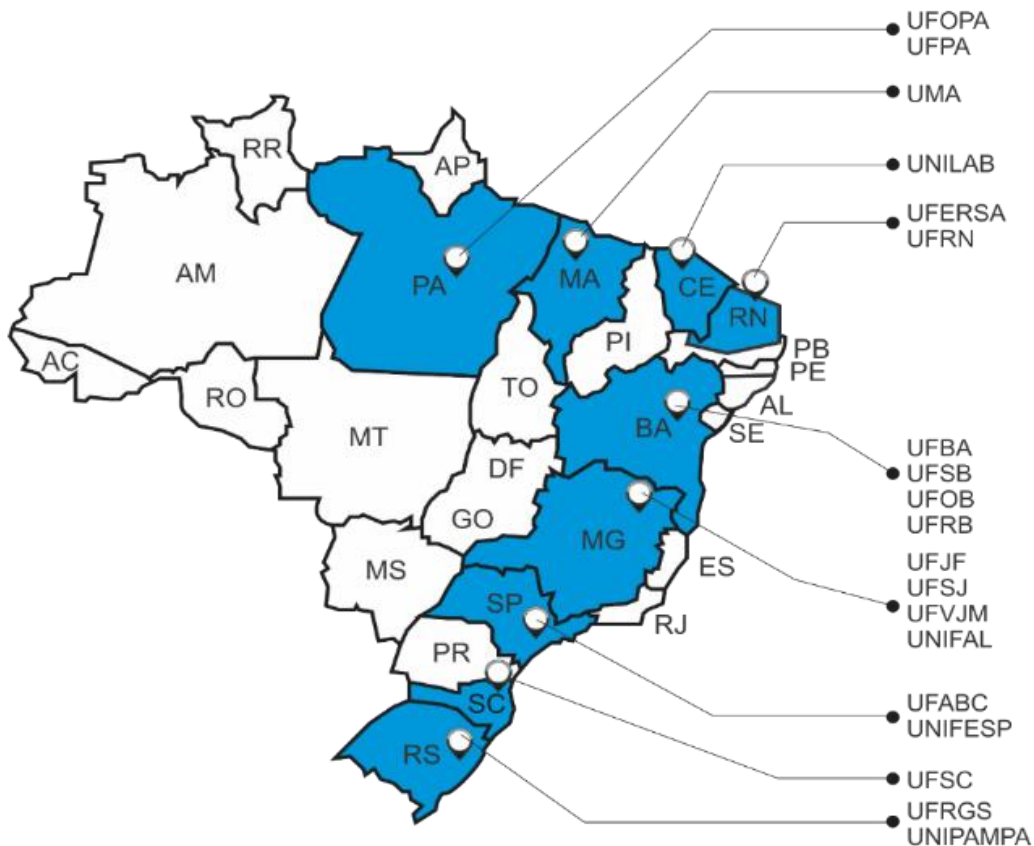 UFOPA
UFPA
UMA
UNILAB
UFERSA
UFRN
RR
AP
AM
PA
MA
CE
RN
PI
PB
PE
AL
SE
AC
RO
TO
BA
MT
DF
GO
UFBA
UFSB
UFOB
UFRB
MG
ES
MS
UFJF
UFSJ
UFVJM
UNIFAL
SP
RJ
PR
SC
UFABC
UNIFESP
RS
UFSC
UFRGS
UNIPAMPA